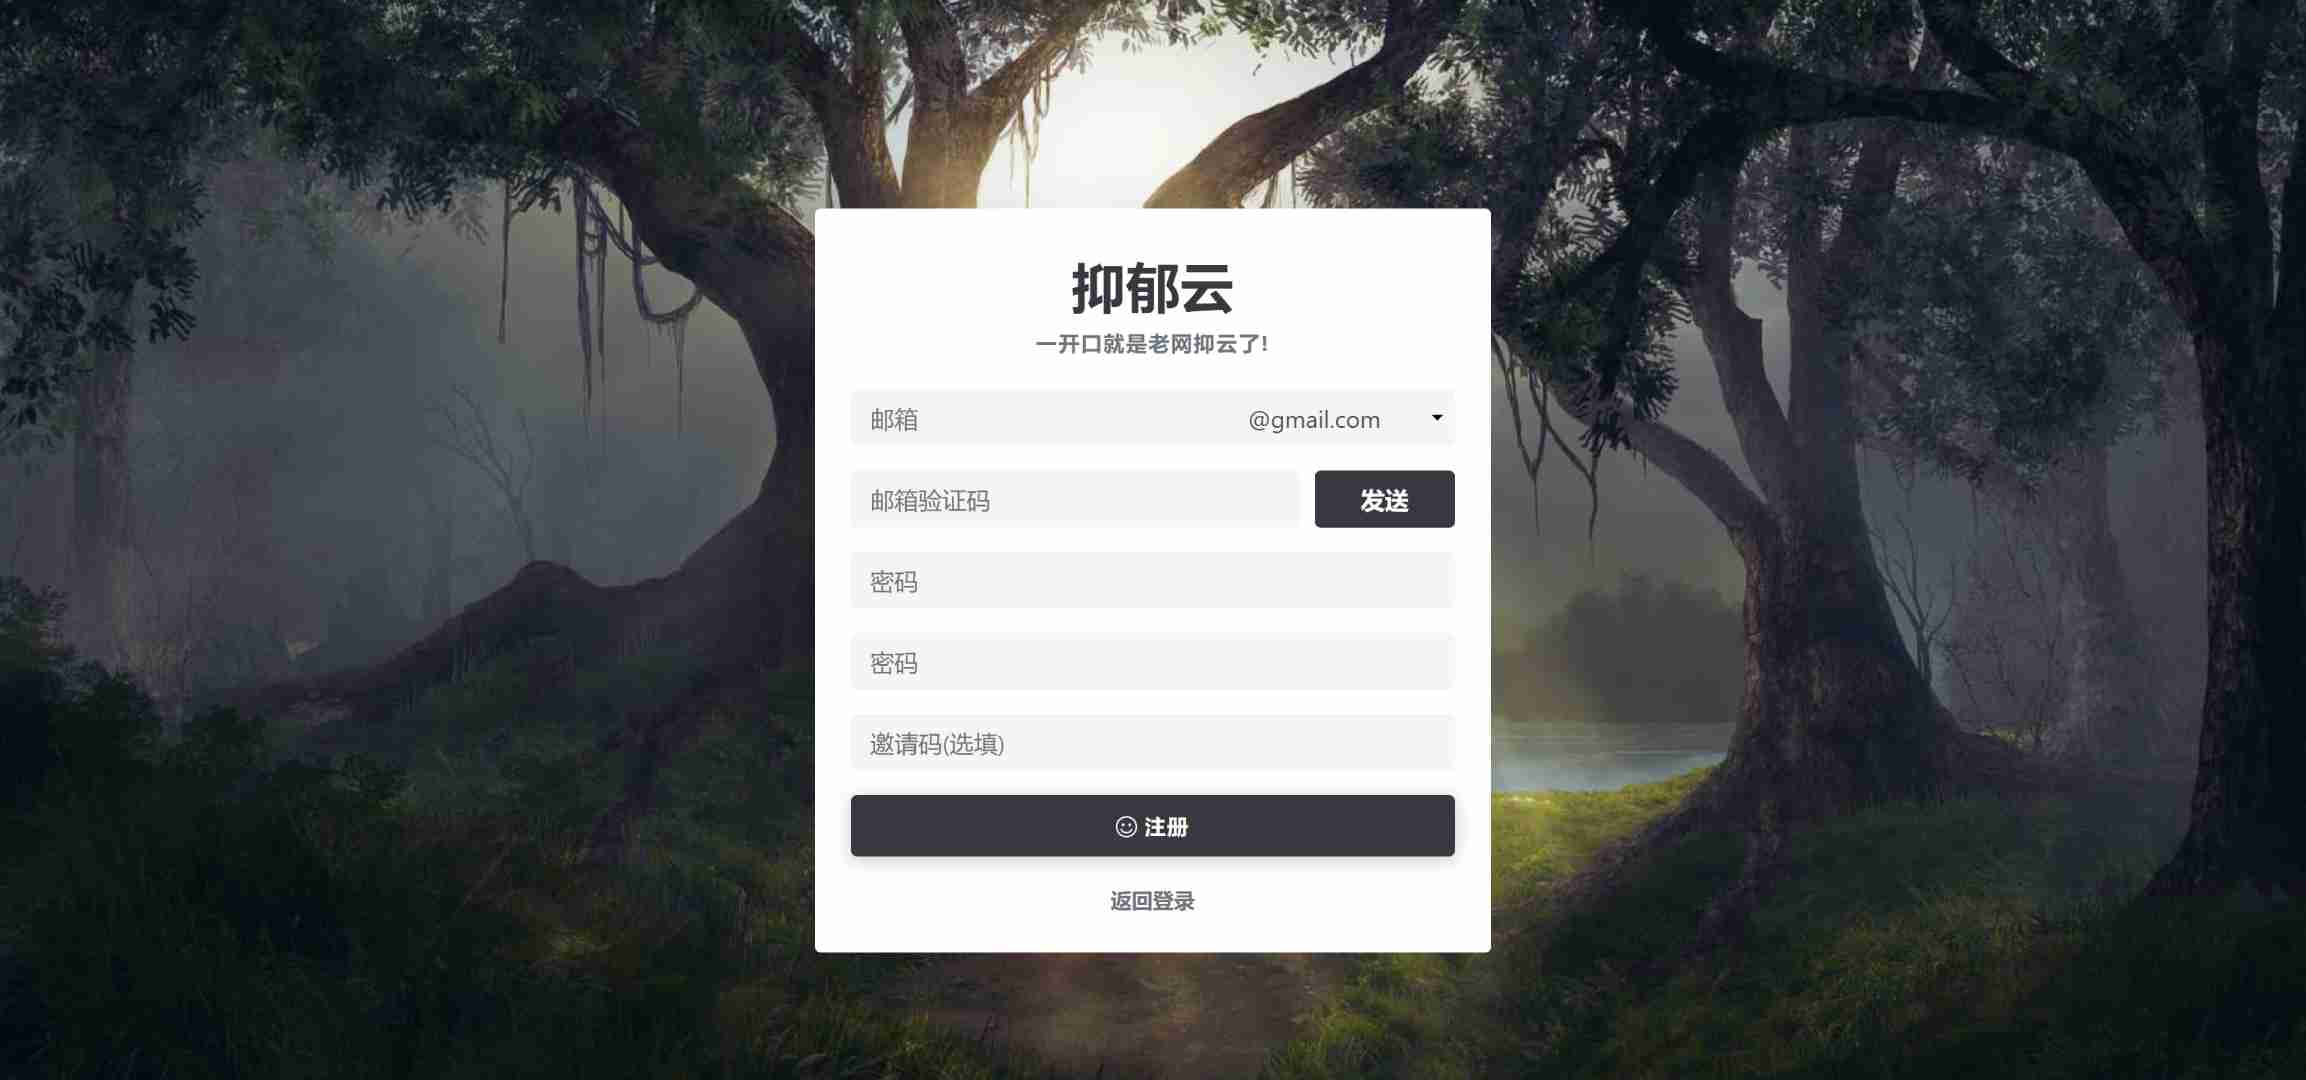 抑郁云
一开口就是老网抑云了!
邮箱 @gmail.com
邮箱验证码 发送
密码
密码
邀请码(选填)
注册
返回登录